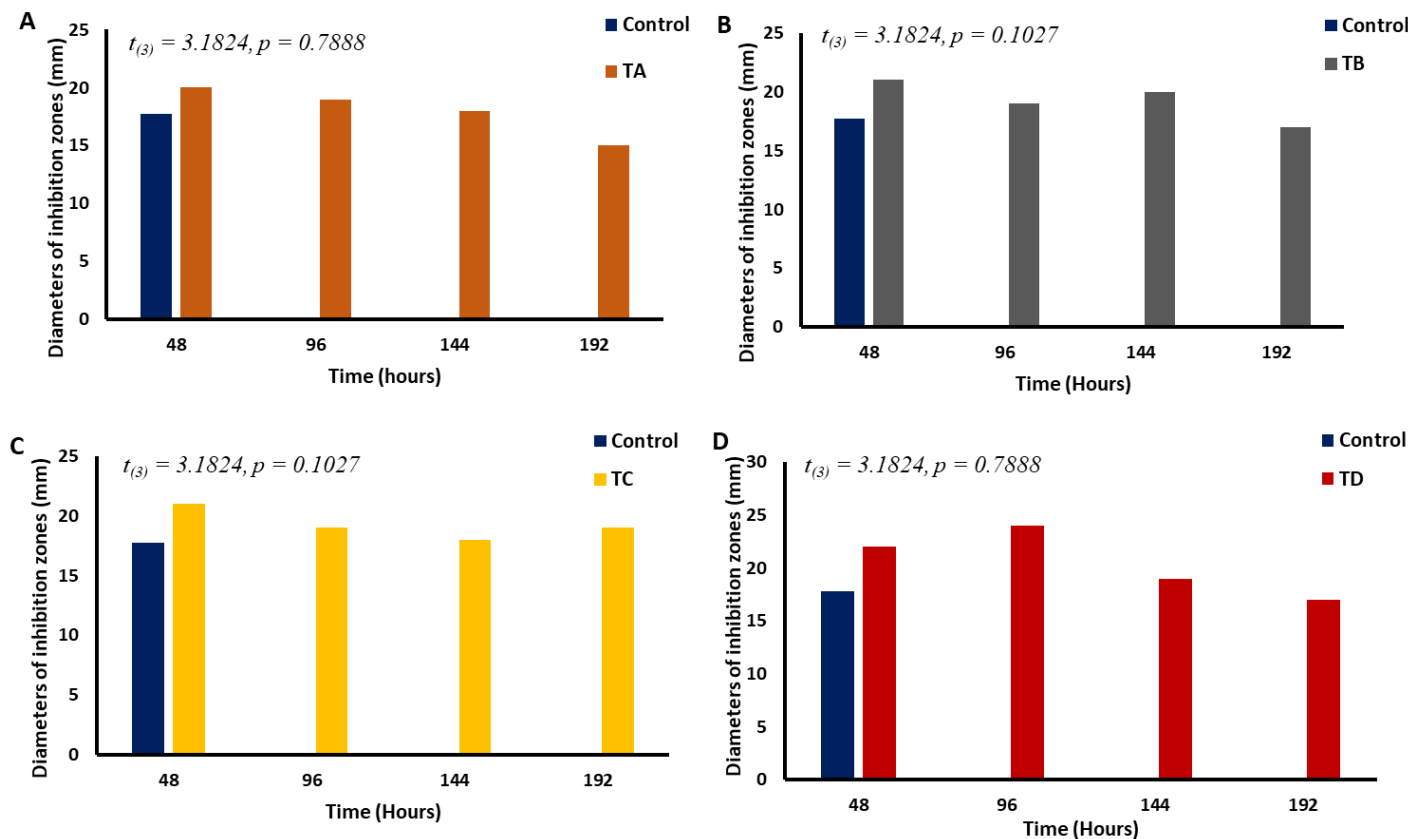 A
t(3) = 3.1824, p = 0.7888
Control
TA
Diameters of inhibition zones (mm)
25
20
15
10
5
0
48 96 144 192
Time (hours)
B
t(3) = 3.1824, p = 0.1027
Control
TB
Diameters of inhibition zones (mm)
25
20
15
10
5
0
48 96 144 192
Time (Hours)
C
t(3) = 3.1824, p = 0.1027
Control
TC
Diameters of inhibition zones (mm)
25
20
15
10
5
0
48 96 144 192
Time (Hours)
D
t(3) = 3.1824, p = 0.7888
Control
TD
Diameters of inhibition zones (mm)
30
25
20
15
10
5
0
48 96 144 192
Time (Hours)